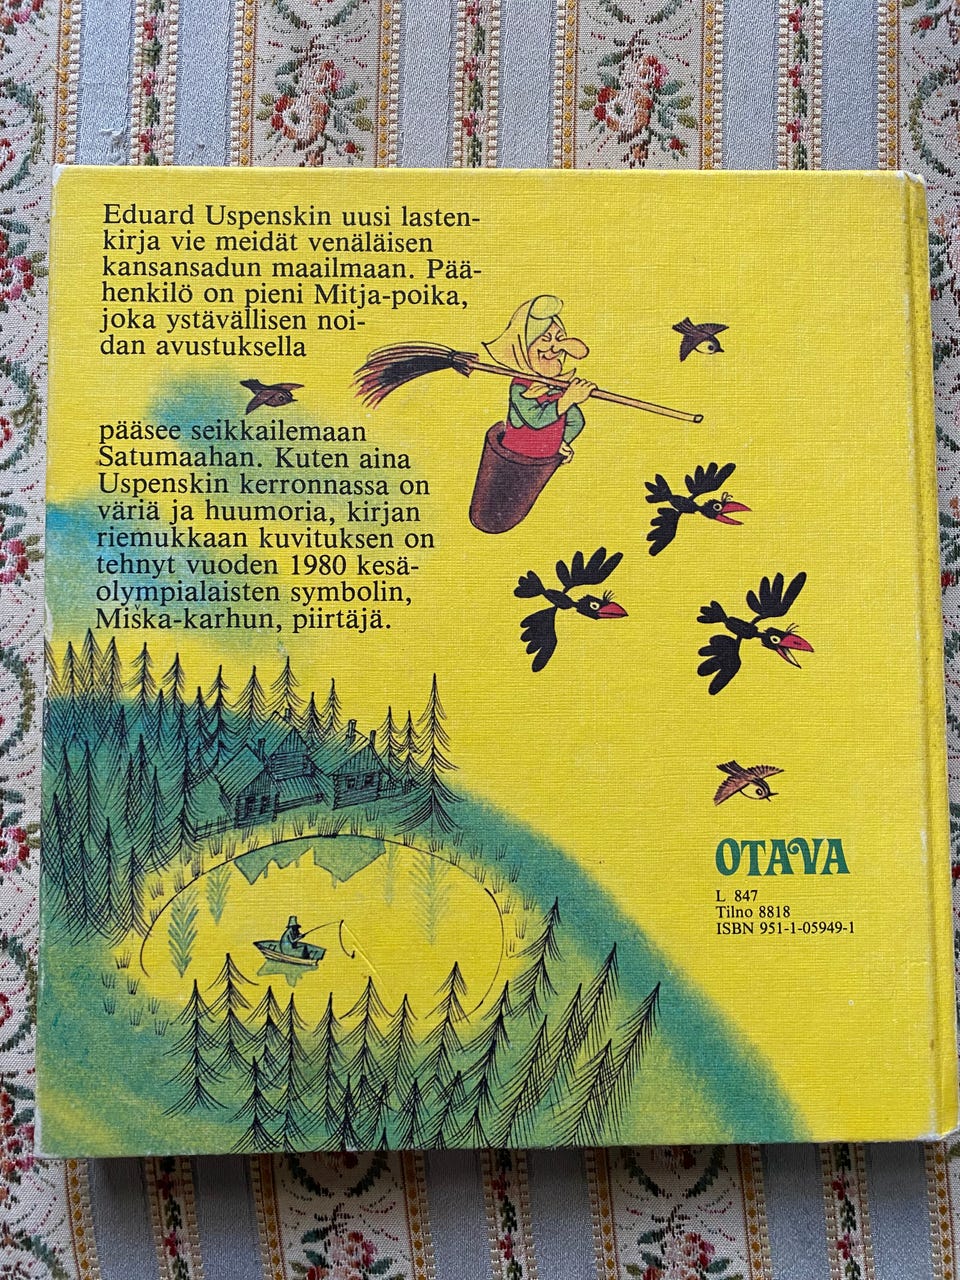 Eduard Uspenskin uusi lasten-
kirja vie meidät venäläisen
kansansadun maailmaan. Pää-
henkilö on pieni Mitja-poika,
joka ystävällisen noi-
dan avustuksella
pääsee seikkailemaan
Satumaahan. Kuten aina
Uspenskin kerronnassa on
väriä ja huumoria, kirjan
riemukkaan kuvituksen on
tehnyt vuoden 1980 kesä-
olympialaisten symbolin,
Miška-karhun, piirtäjä.
OTAVA
L 847
Tilno 8818
ISBN 951-1-05949-1